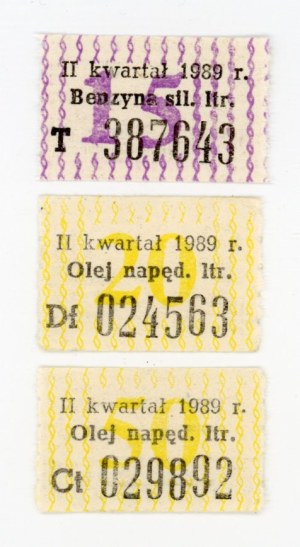 15
II kwartał 1989 r.
Benzyna sil. ltr.
T 387643
20
II kwartał 1989 r.
Olej napęd. ltr.
Df 024563
50
II kwartał 1989 r.
Olej napęd. ltr.
Ct 029892